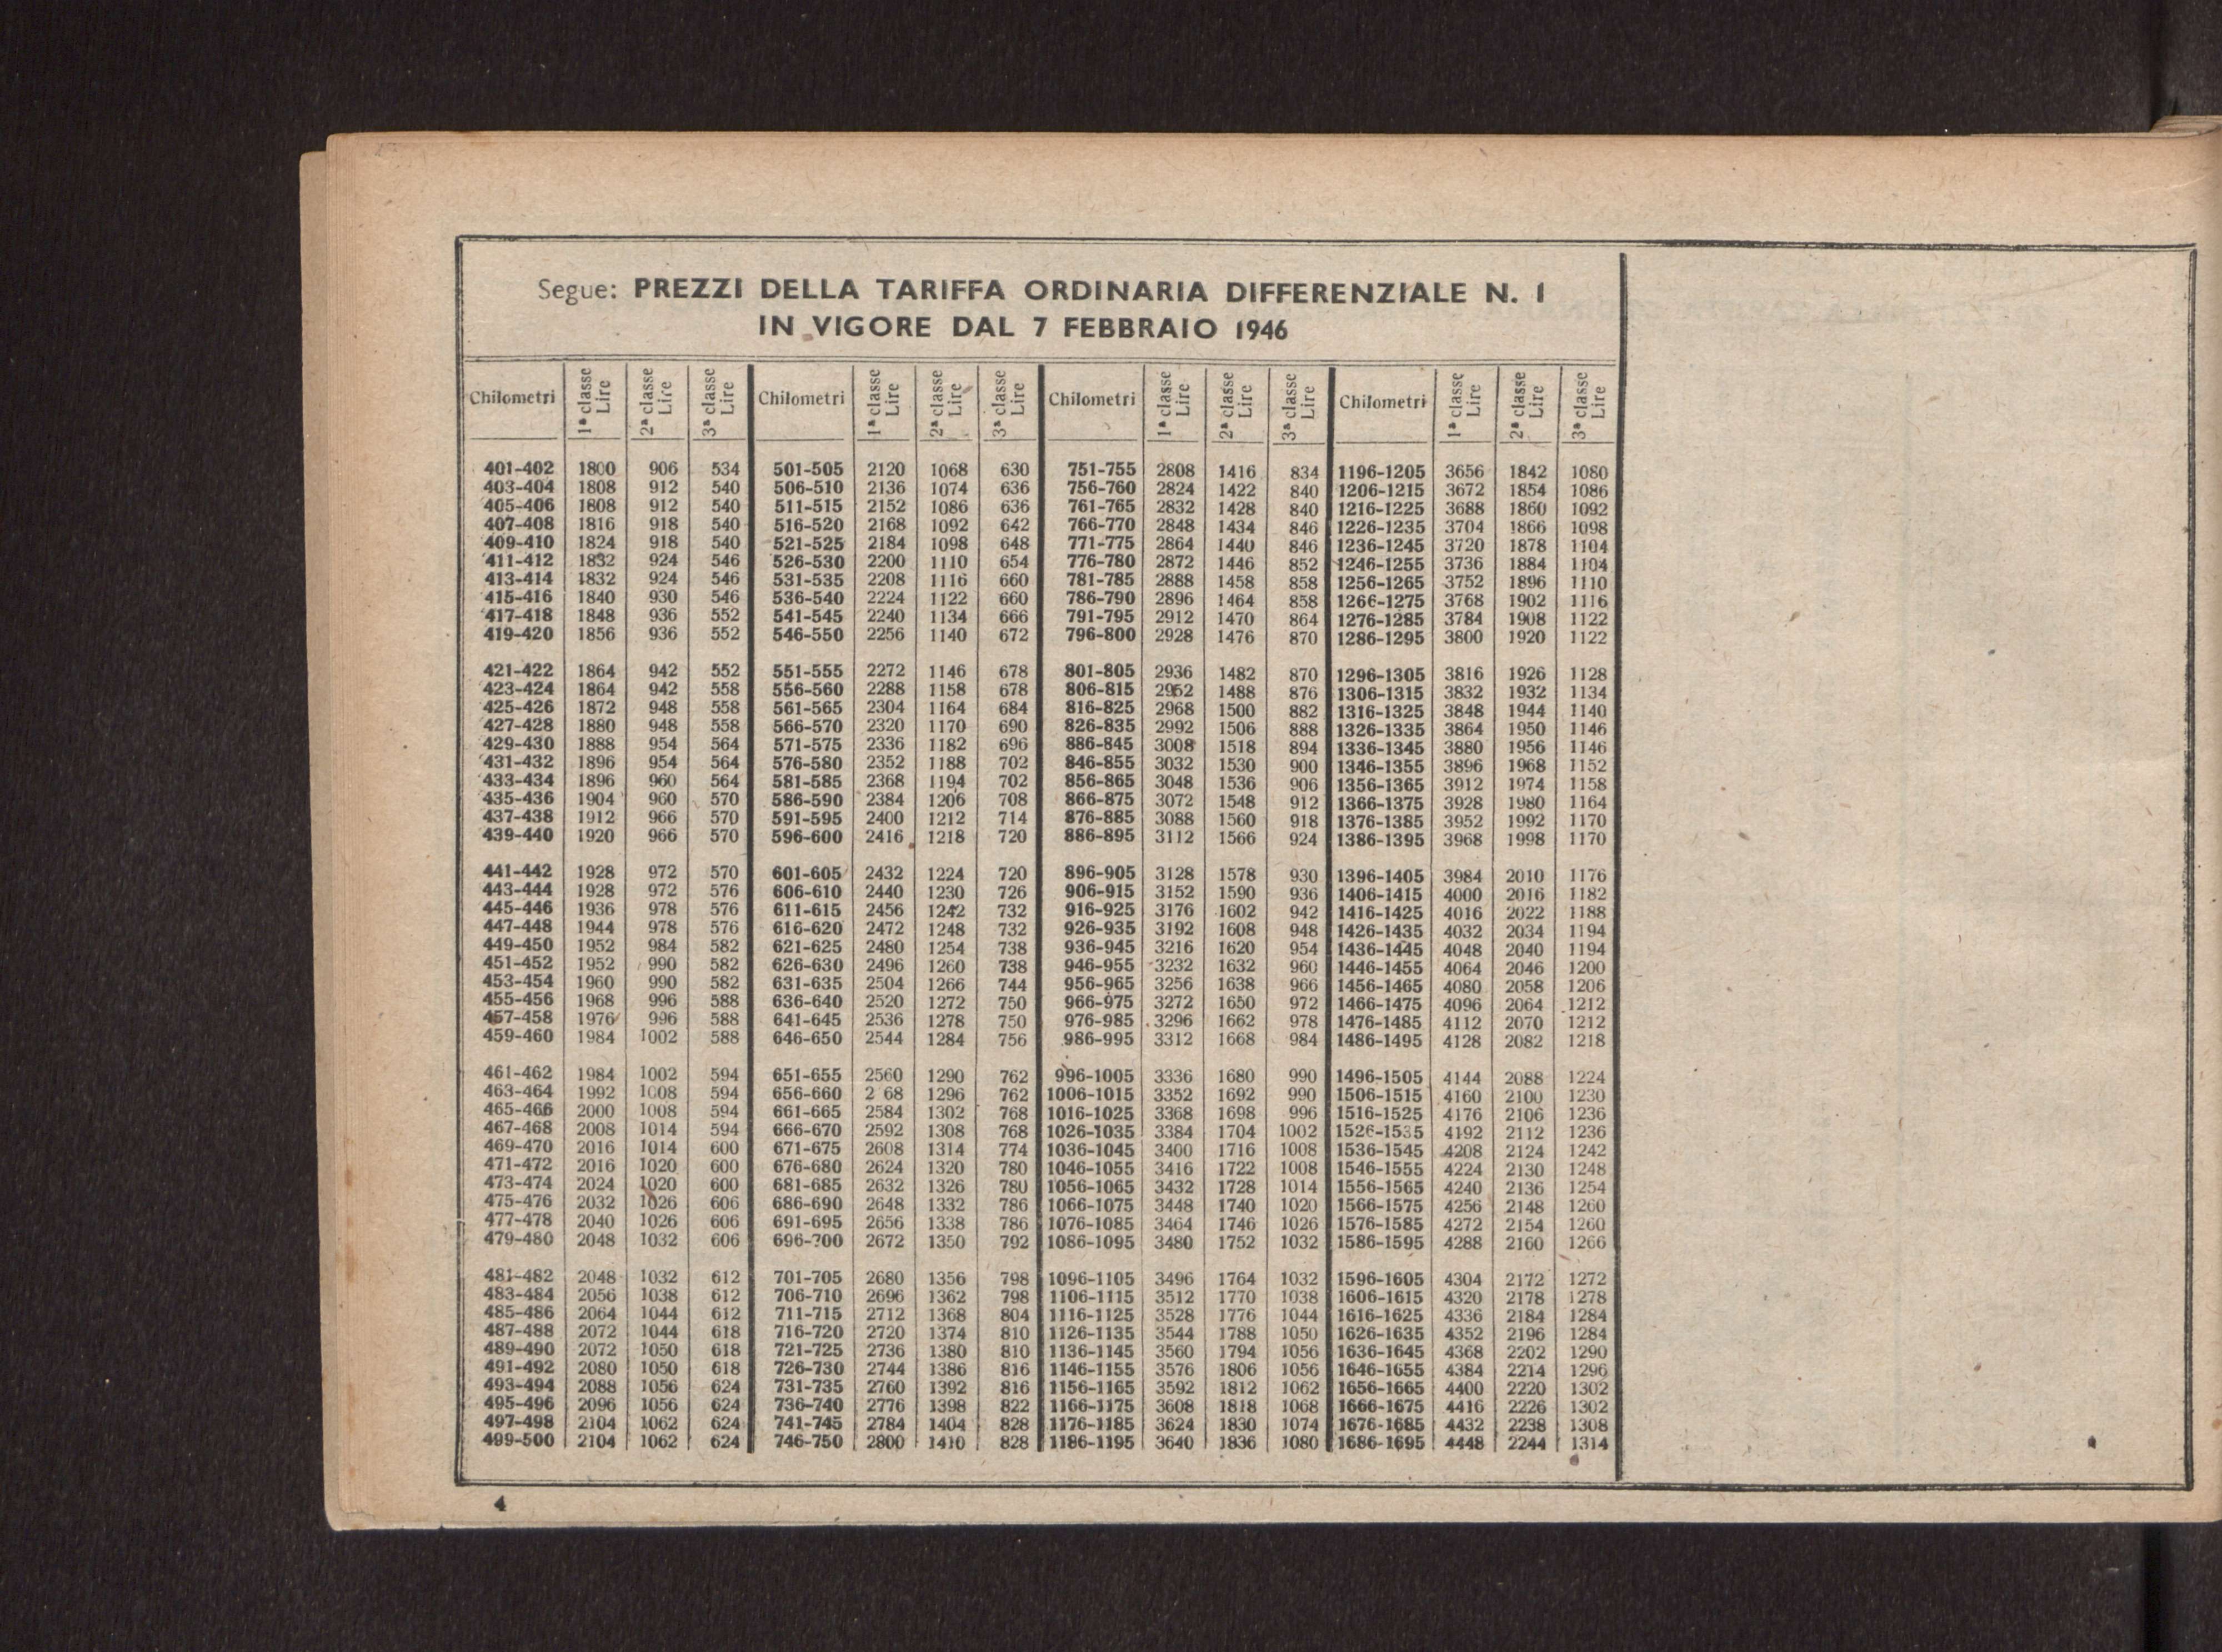 Segue: PREZZI DELLA TARIFFA ORDINARIA DIFFERENZIALE N. 1
IN VIGORE DAL 7 FEBBRAIO 1946
Chilometri 1ª classe Lire 2ª classe Lire 3ª classe Lire Chilometri 1ª classe Lire 2ª classe Lire 3ª classe Lire Chilometri 1ª classe Lire 2ª classe Lire 3ª classe Lire Chilometri 1ª classe Lire 2ª classe Lire 3ª classe Lire
401-402 1800 906 534 501-505 2120 1068 630 751-755 2808 1416 834 1196-1205 3656 1842 1080
403-404 1808 912 540 506-510 2136 1074 636 756-760 2824 1422 840 1206-1215 3672 1854 1086
405-406 1808 912 540 511-515 2152 1086 636 761-765 2832 1428 840 1216-1225 3688 1860 1092
407-408 1816 918 540 516-520 2168 1092 642 766-770 2848 1434 846 1226-1235 3704 1866 1098
409-410 1824 918 540 521-525 2184 1098 648 771-775 2864 1440 846 1236-1245 3720 1878 1104
411-412 1832 924 546 526-530 2200 1110 654 776-780 2872 1446 852 1246-1255 3736 1884 1104
413-414 1832 924 546 531-535 2208 1116 660 781-785 2888 1458 858 1256-1265 3752 1896 1110
415-416 1840 930 546 536-540 2224 1122 660 786-790 2896 1464 858 1266-1275 3768 1902 1116
417-418 1848 936 552 541-545 2240 1134 666 791-795 2912 1470 864 1276-1285 3784 1908 1122
419-420 1856 936 552 546-550 2256 1140 672 796-800 2928 1476 870 1286-1295 3800 1920 1122
421-422 1864 942 552 551-555 2272 1146 678 801-805 2936 1482 870 1296-1305 3816 1926 1128
423-424 1864 942 558 556-560 2288 1158 678 806-815 2952 1488 876 1306-1315 3832 1932 1134
425-426 1872 948 558 561-565 2304 1164 684 816-825 2968 1500 882 1316-1325 3848 1944 1140
427-428 1880 948 558 566-570 2320 1170 690 826-835 2992 1506 888 1326-1335 3864 1950 1146
429-430 1888 954 564 571-575 2336 1182 696 886-845 3008 1518 894 1336-1345 3880 1956 1146
431-432 1896 954 564 576-580 2352 1188 702 846-855 3032 1530 900 1346-1355 3896 1968 1152
433-434 1896 960 564 581-585 2368 1194 702 856-865 3048 1536 906 1356-1365 3912 1974 1158
435-436 1904 960 570 586-590 2384 1206 708 866-875 3072 1548 912 1366-1375 3928 1980 1164
437-438 1912 966 570 591-595 2400 1212 714 876-885 3088 1560 918 1376-1385 3952 1992 1170
439-440 1920 966 570 596-600 2416 1218 720 886-895 3112 1566 924 1386-1395 3968 1998 1170
441-442 1928 972 570 601-605 2432 1224 720 896-905 3128 1578 930 1396-1405 3984 2010 1176
443-444 1928 972 576 606-610 2440 1230 726 906-915 3152 1590 936 1406-1415 4000 2016 1182
445-446 1936 978 576 611-615 2456 1242 732 916-925 3176 1602 942 1416-1425 4016 2022 1188
447-448 1944 978 576 616-620 2472 1248 732 926-935 3192 1608 948 1426-1435 4032 2034 1194
449-450 1952 984 582 621-625 2480 1254 738 936-945 3216 1620 954 1436-1445 4048 2040 1194
451-452 1952 990 582 626-630 2496 1260 738 946-955 3232 1632 960 1446-1455 4064 2046 1200
453-454 1960 990 582 631-635 2504 1266 744 956-965 3256 1638 966 1456-1465 4080 2058 1206
455-456 1968 996 588 636-640 2520 1272 750 966-975 3272 1650 972 1466-1475 4096 2064 1212
457-458 1976 996 588 641-645 2536 1278 750 976-985 3296 1662 978 1476-1485 4112 2070 1212
459-460 1984 1002 588 646-650 2544 1284 756 986-995 3312 1668 984 1486-1495 4128 2082 1218
461-462 1984 1002 594 651-655 2560 1290 762 996-1005 3336 1680 990 1496-1505 4144 2088 1224
463-464 1992 1008 594 656-660 2 68 1296 762 1006-1015 3352 1692 990 1506-1515 4160 2100 1230
465-466 2000 1008 594 661-665 2584 1302 768 1016-1025 3368 1698 996 1516-1525 4176 2106 1236
467-468 2008 1014 594 666-670 2592 1308 768 1026-1035 3384 1704 1002 1526-1535 4192 2112 1236
469-470 2016 1014 600 671-675 2608 1314 774 1036-1045 3400 1716 1008 1536-1545 4208 2124 1242
471-472 2016 1020 600 676-680 2624 1320 780 1046-1055 3416 1722 1008 1546-1555 4224 2130 1248
473-474 2024 1020 600 681-685 2632 1326 780 1056-1065 3432 1728 1014 1556-1565 4240 2136 1254
475-476 2032 1026 606 686-690 2648 1332 786 1066-1075 3448 1740 1020 1566-1575 4256 2148 1260
477-478 2040 1026 606 691-695 2656 1338 786 1076-1085 3464 1746 1026 1576-1585 4272 2154 1260
479-480 2048 1032 606 696-700 2672 1350 792 1086-1095 3480 1752 1032 1586-1595 4288 2160 1266
481-482 2048 1032 612 701-705 2680 1356 798 1096-1105 3496 1764 1032 1596-1605 4304 2172 1272
483-484 2056 1038 612 706-710 2696 1362 798 1106-1115 3512 1770 1038 1606-1615 4320 2178 1278
485-486 2064 1044 612 711-715 2712 1368 804 1116-1125 3528 1776 1044 1616-1625 4336 2184 1284
487-488 2072 1044 618 716-720 2720 1374 810 1126-1135 3544 1788 1050 1626-1635 4352 2196 1284
489-490 2072 1050 618 721-725 2736 1380 810 1136-1145 3560 1794 1056 1636-1645 4368 2202 1290
491-492 2080 1050 618 726-730 2744 1386 816 1146-1155 3576 1806 1056 1646-1655 4384 2214 1296
493-494 2088 1056 624 731-735 2760 1392 816 1156-1165 3592 1812 1062 1656-1665 4400 2220 1302
495-496 2096 1056 624 736-740 2776 1398 822 1166-1175 3608 1818 1068 1666-1675 4416 2226 1302
497-498 2104 1062 624 741-745 2784 1404 828 1176-1185 3624 1830 1074 1676-1685 4432 2238 1308
499-500 2104 1062 624 746-750 2800 1410 828 1186-1195 3640 1836 1080 1686-1695 4448 2244 1314
4